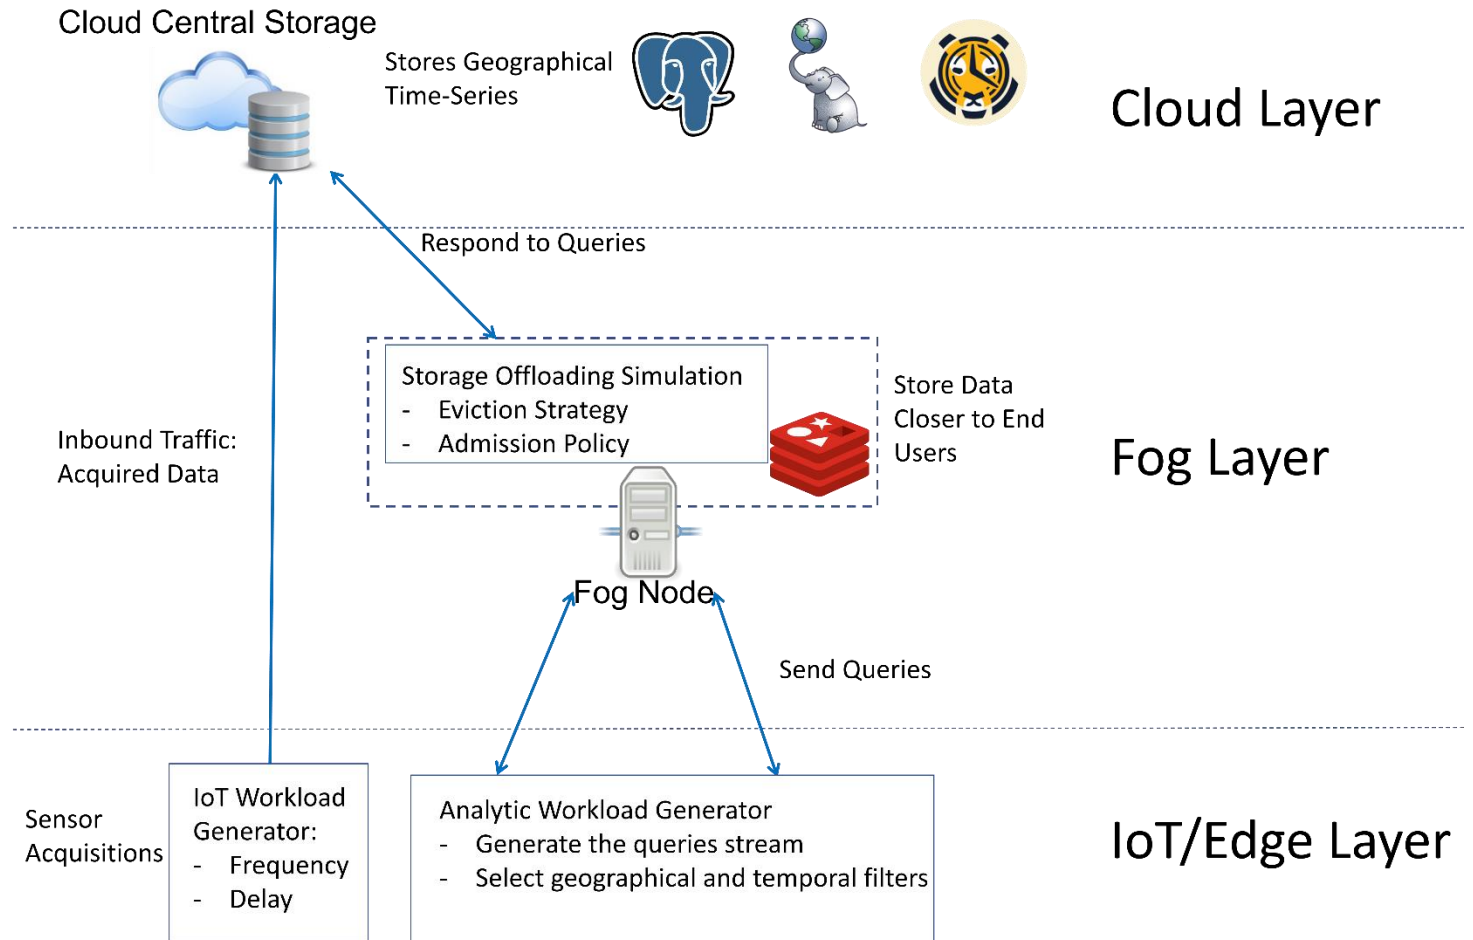 Cloud Central Storage
Stores Geographical
Time-Series
Cloud Layer
Respond to Queries
Storage Offloading Simulation
- Eviction Strategy
- Admission Policy
Store Data
Closer to End
Users
Inbound Traffic:
Acquired Data
Fog Layer
Fog Node
Send Queries
Sensor
Acquisitions
IoT Workload
Generator:
- Frequency
- Delay
Analytic Workload Generator
- Generate the queries stream
- Select geographical and temporal filters
IoT/Edge Layer